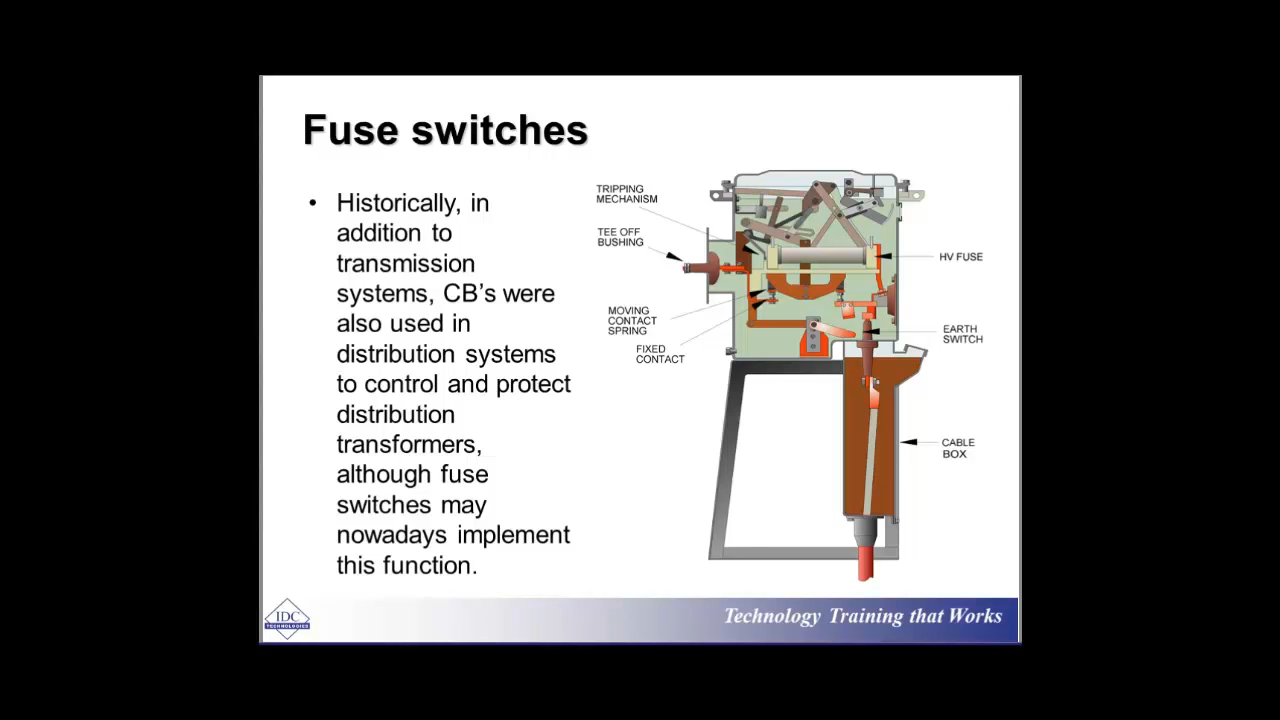 Fuse switches
• Historically, in
addition to
transmission
systems, CB's were
also used in
distribution systems
to control and protect
distribution
transformers,
although fuse
switches may
nowadays implement
this function.
TRIPPING
MECHANISM
TEE OFF
BUSHING
MOVING
CONTACT
SPRING
FIXED
CONTACT
HV FUSE
EARTH
SWITCH
CABLE
BOX
IDC
TECHNOLOGIES
Technology Training that Works